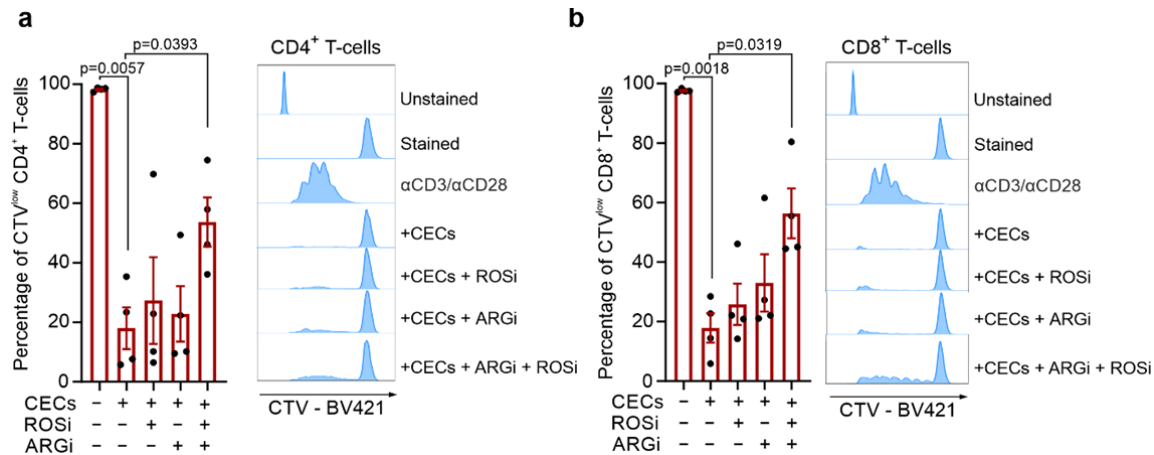 a
p=0.0393
p=0.0057
Percentage of CTVlow CD4+ T-cells
100
80
60
40
20
0
CECs − + + + +
ROSi − − + − +
ARGi − − − + +
CD4+ T-cells
Unstained
Stained
αCD3/αCD28
+CECs
+CECs + ROSi
+CECs + ARGi
+CECs + ARGi + ROSi
CTV - BV421
b
p=0.0319
p=0.0018
Percentage of CTVlow CD8+ T-cells
100
80
60
40
20
0
CECs − + + + +
ROSi − − + − +
ARGi − − − + +
CD8+ T-cells
Unstained
Stained
αCD3/αCD28
+CECs
+CECs + ROSi
+CECs + ARGi
+CECs + ARGi + ROSi
CTV - BV421